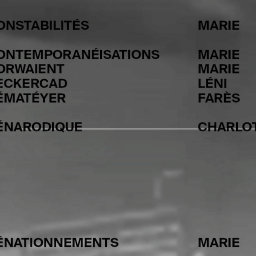 ONSTABILITÉS MARIE
ONTEMPORANÉISATIONS MARIE
ORWAIENT MARIE
ECKERCAD LÉNI
ÉMATÉYER FARÈS
ÉNARODIQUE CHARLOT
ÉNATIONNEMENTS MARIE